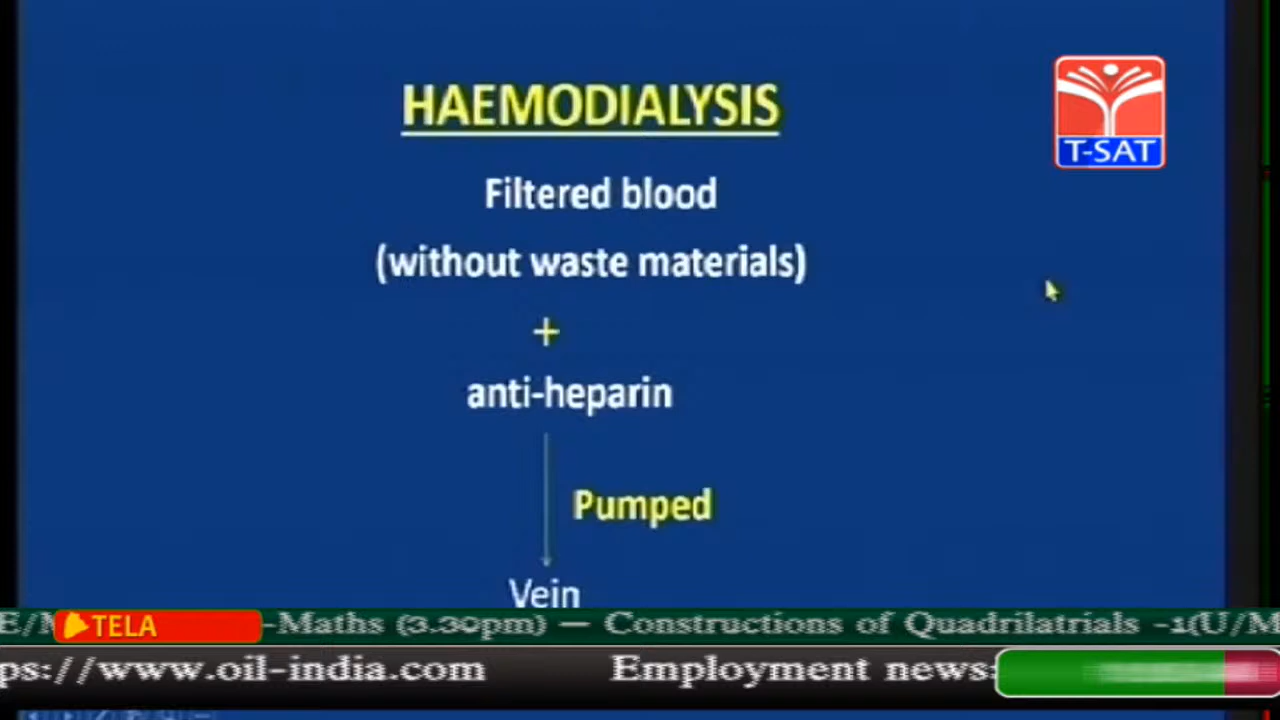 HAEMODIALYSIS
T-SAT
Filtered blood
(without waste materials)
+
anti-heparin
Pumped
Vein
E/M TELA -Maths (3.30pm) — Constructions of Quadrilatrials -1(U/M
ps://www.oil-india.com Employment news: